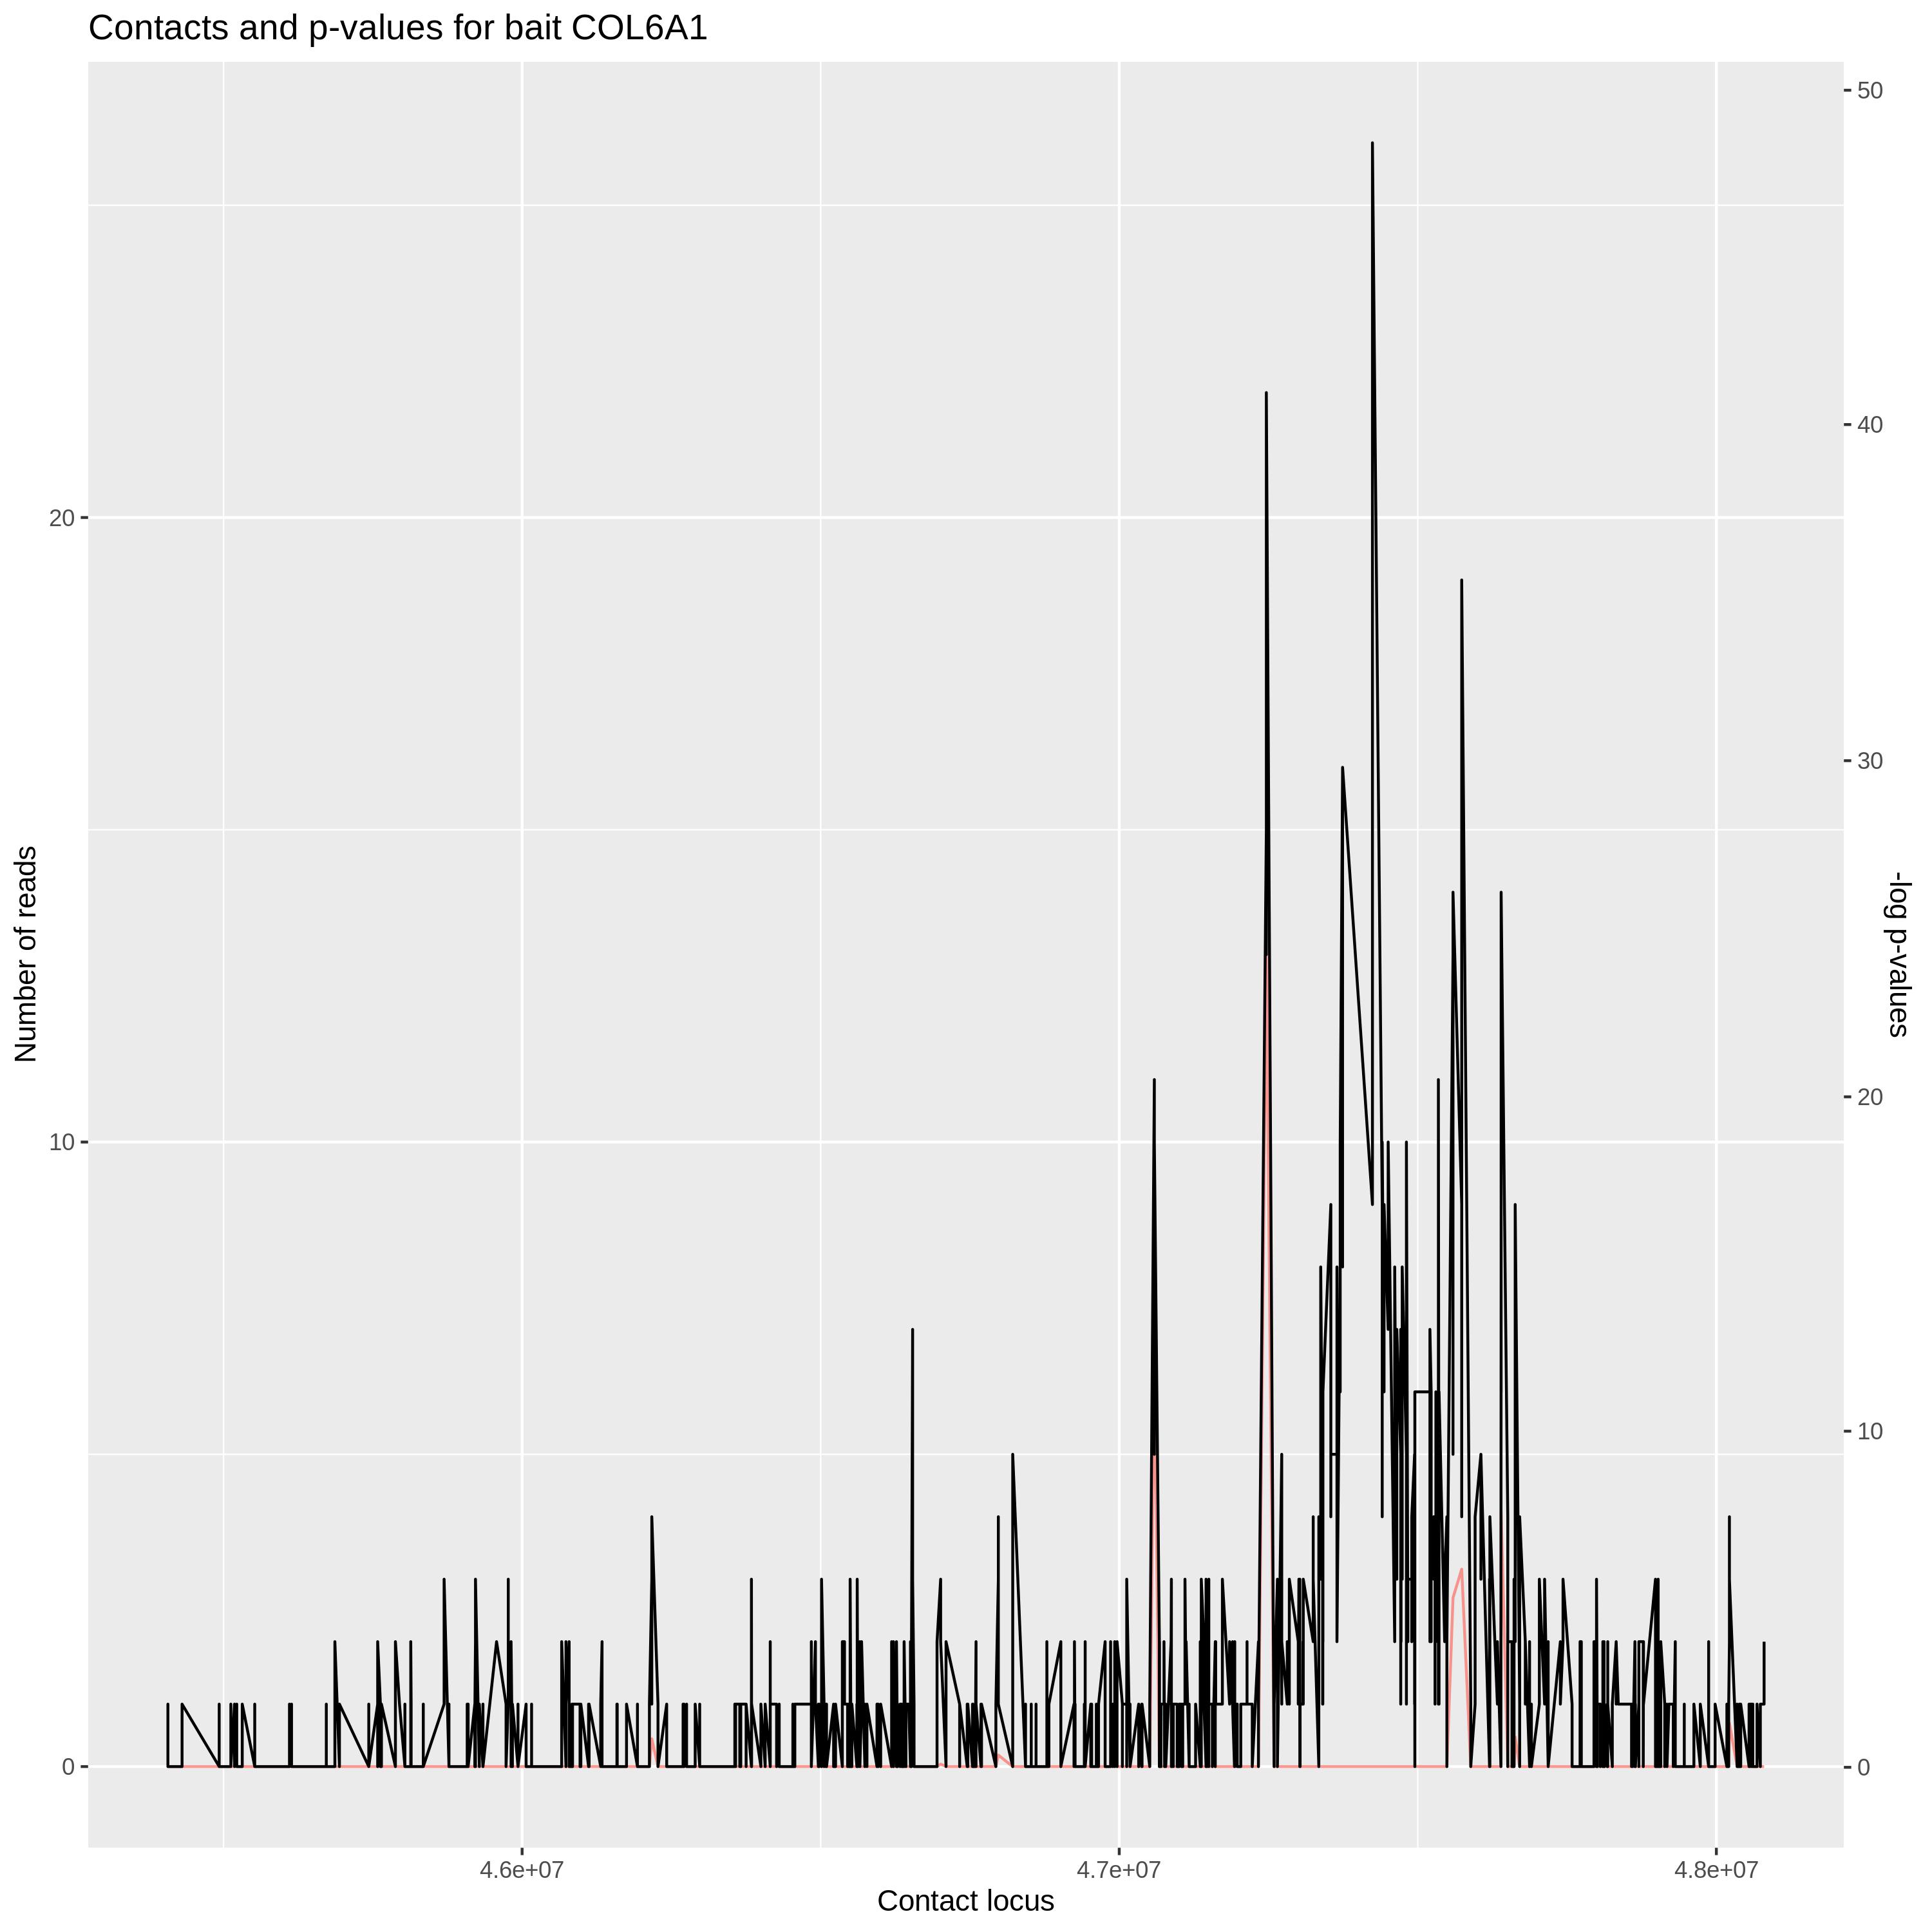 Contacts and p-values for bait COL6A1
Number of reads
20
10
0
50
40
30
20
10
0
-log p-values
4.6e+07
4.7e+07
4.8e+07
Contact locus